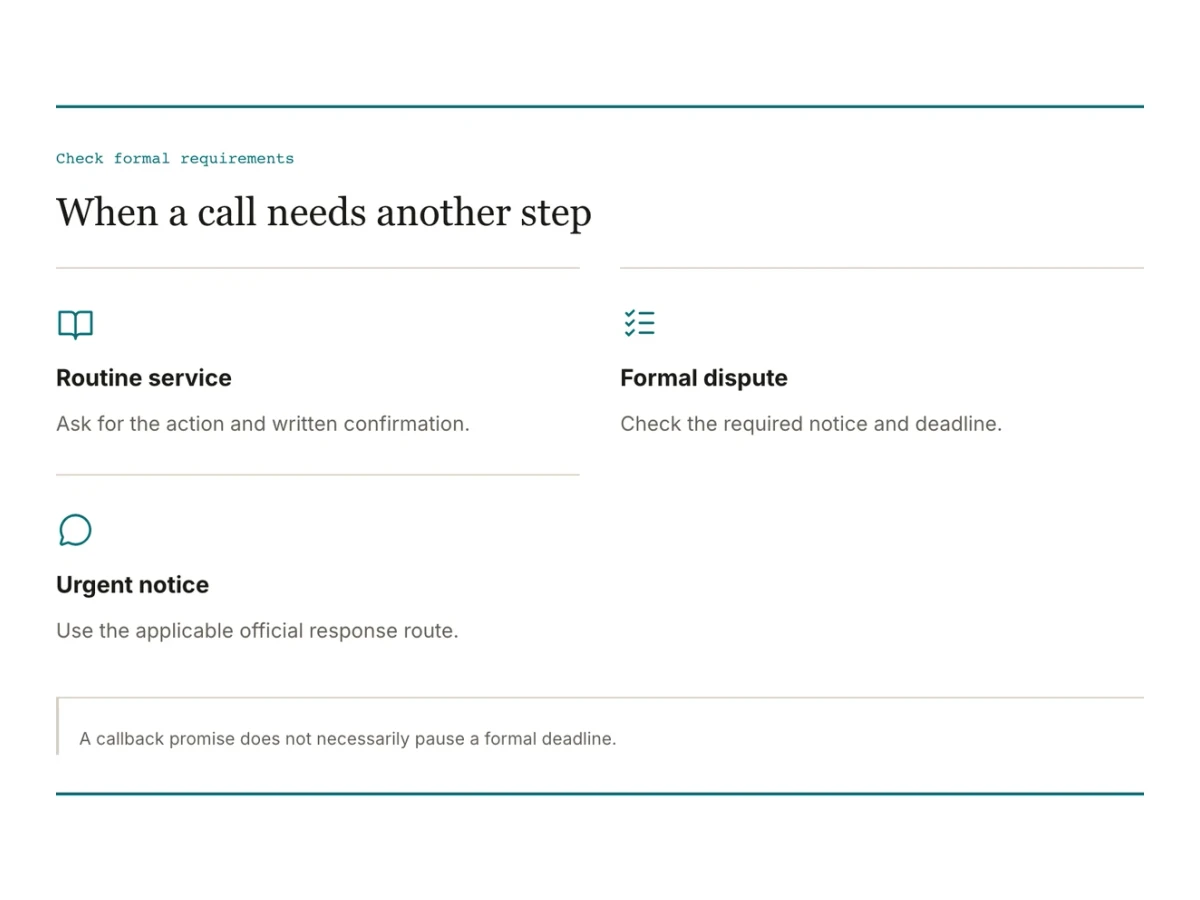 Check formal requirements
When a call needs another step
Routine service
Ask for the action and written confirmation.
Formal dispute
Check the required notice and deadline.
Urgent notice
Use the applicable official response route.
A callback promise does not necessarily pause a formal deadline.